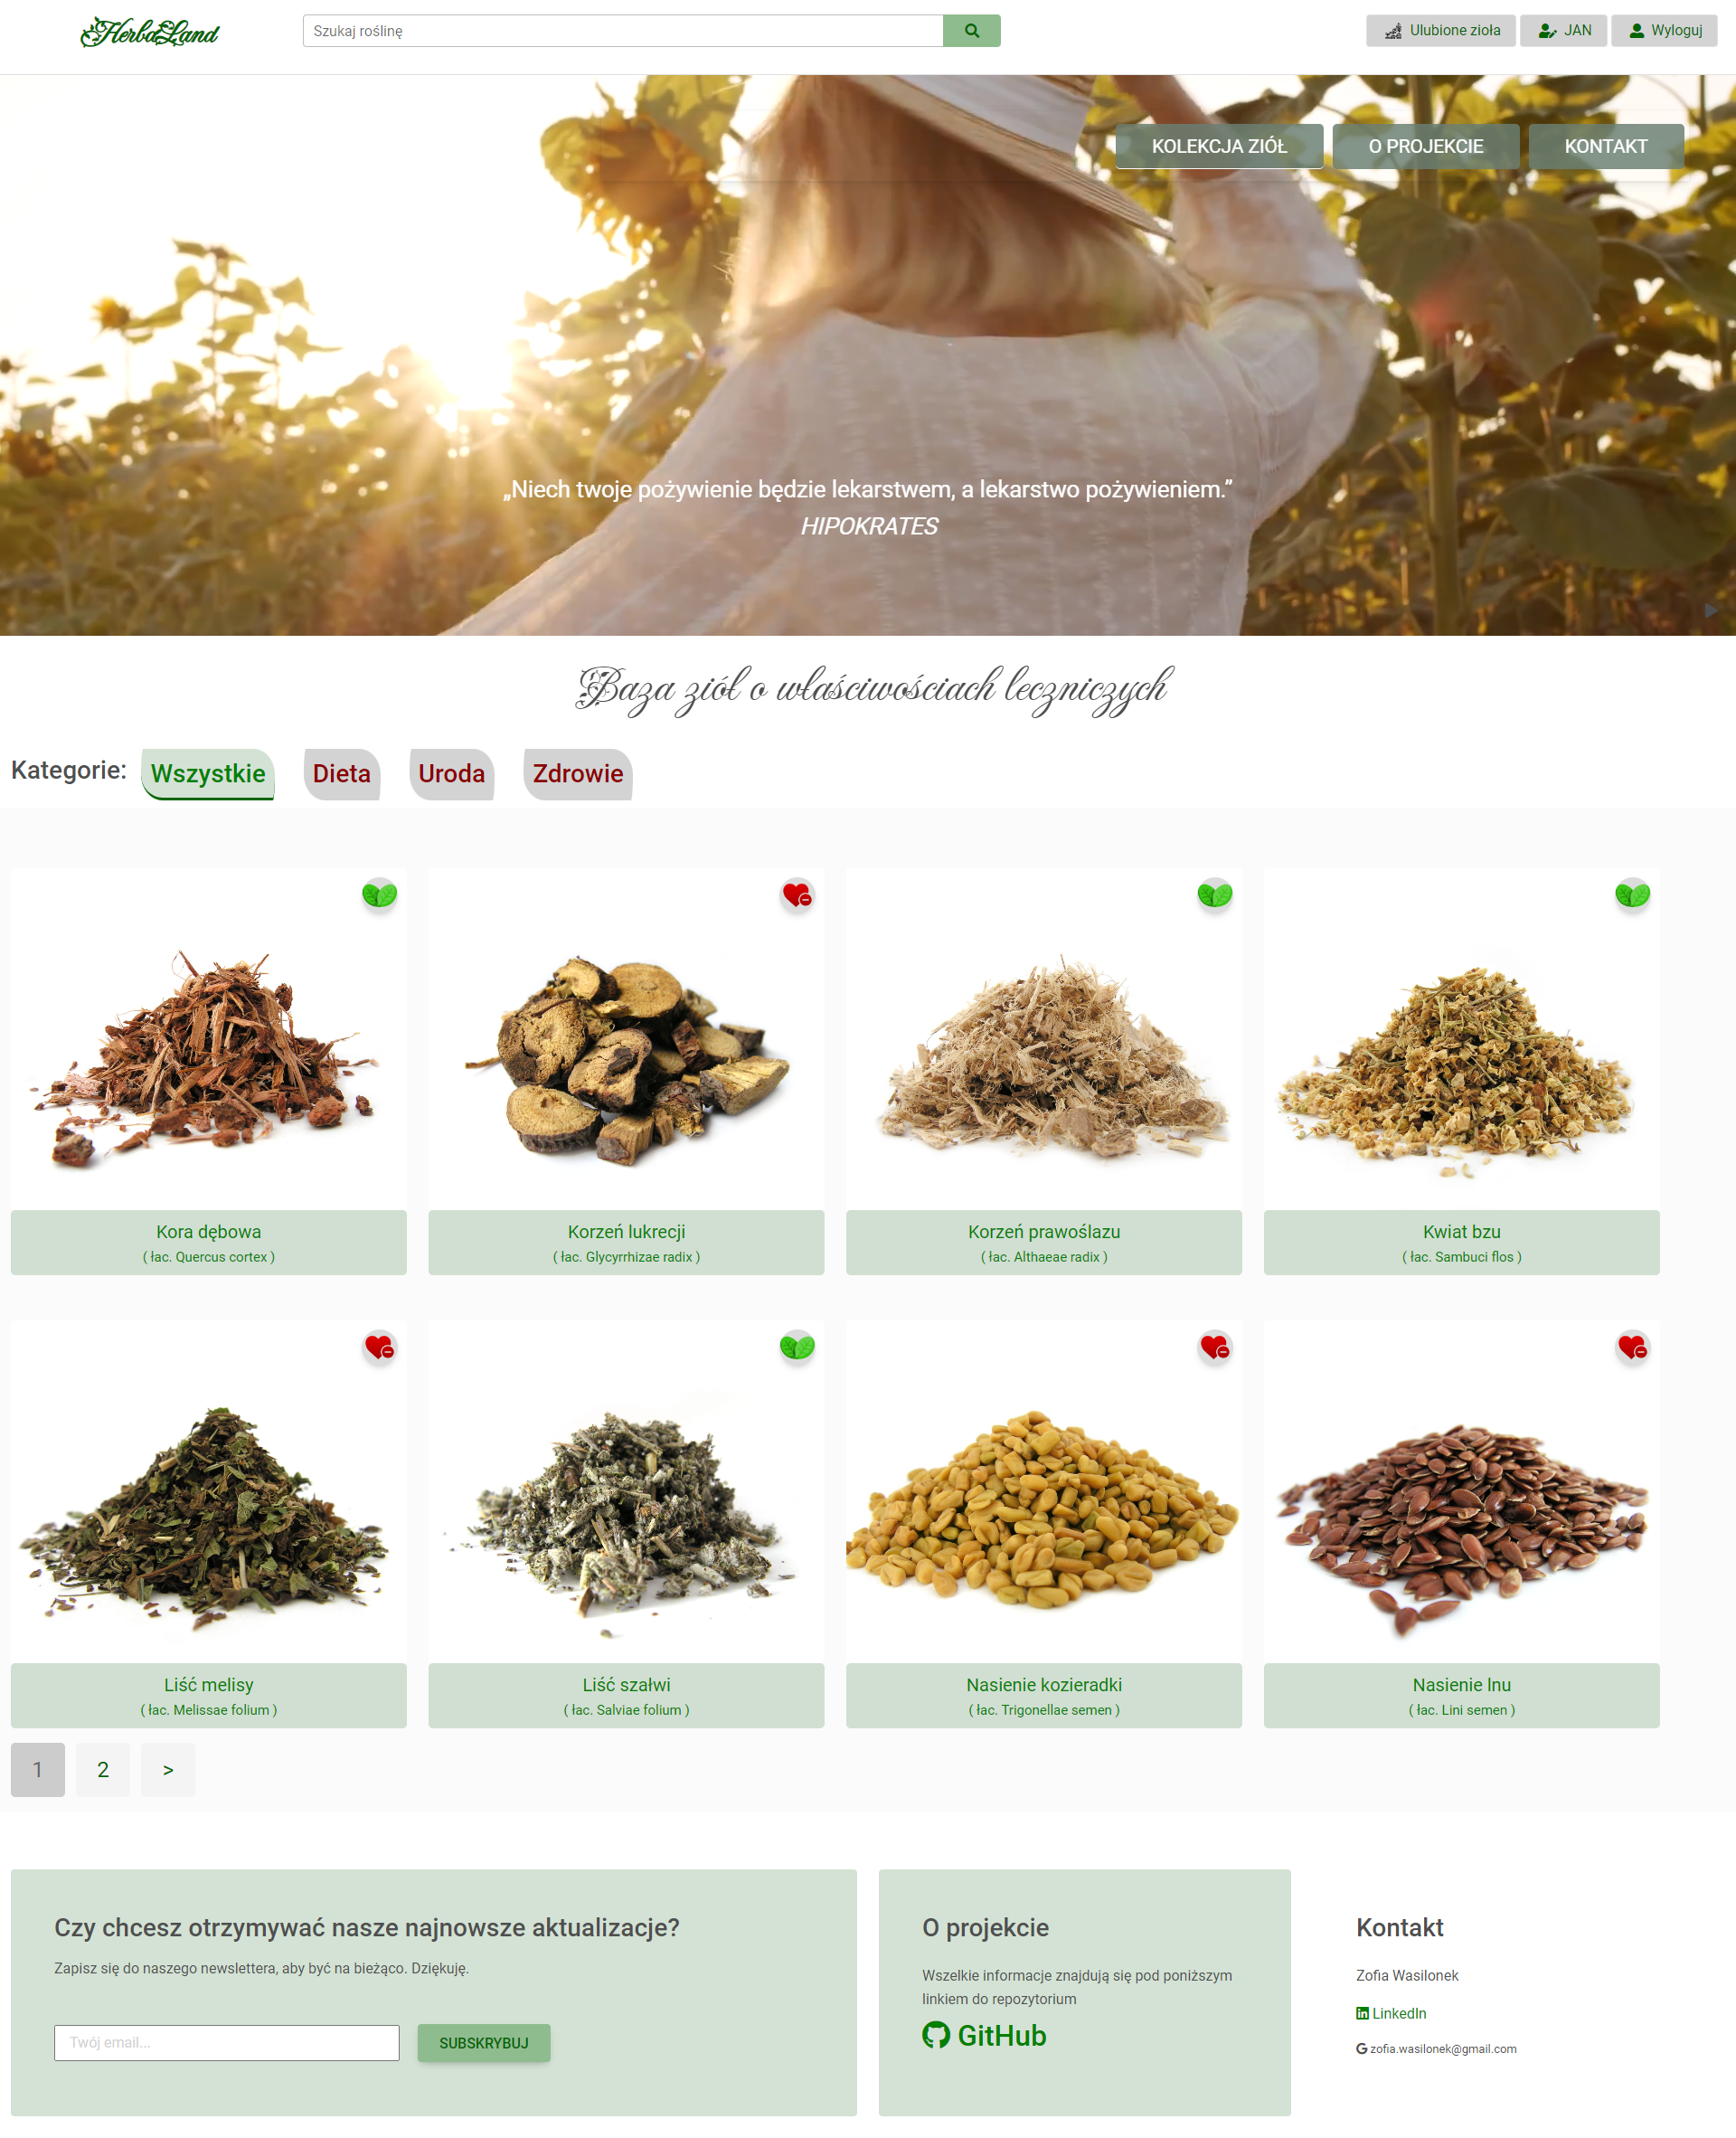 HerbaLand
Szukaj roślinę
Ulubione zioła
JAN
Wyloguj
KOLEKCJA ZIÓŁ
O PROJEKCIE
KONTAKT
„Niech twoje pożywienie będzie lekarstwem, a lekarstwo pożywieniem.”
HIPOKRATES
Baza ziół o właściwościach leczniczych
Kategorie:
Wszystkie
Dieta
Uroda
Zdrowie
Kora dębowa
( łac. Quercus cortex )
Korzeń lukrecji
( łac. Glycyrrhizae radix )
Korzeń prawoślazu
( łac. Althaeae radix )
Kwiat bzu
( łac. Sambuci flos )
Liść melisy
( łac. Melissae folium )
Liść szałwi
( łac. Salviae folium )
Nasienie kozieradki
( łac. Trigonellae semen )
Nasienie lnu
( łac. Lini semen )
1
2
>
Czy chcesz otrzymywać nasze najnowsze aktualizacje?
Zapisz się do naszego newslettera, aby być na bieżąco. Dziękuję.
Twój email...
SUBSKRYBUJ
O projekcie
Wszelkie informacje znajdują się pod poniższym
linkiem do repozytorium
GitHub
Kontakt
Zofia Wasilonek
LinkedIn
zofia.wasilonek@gmail.com